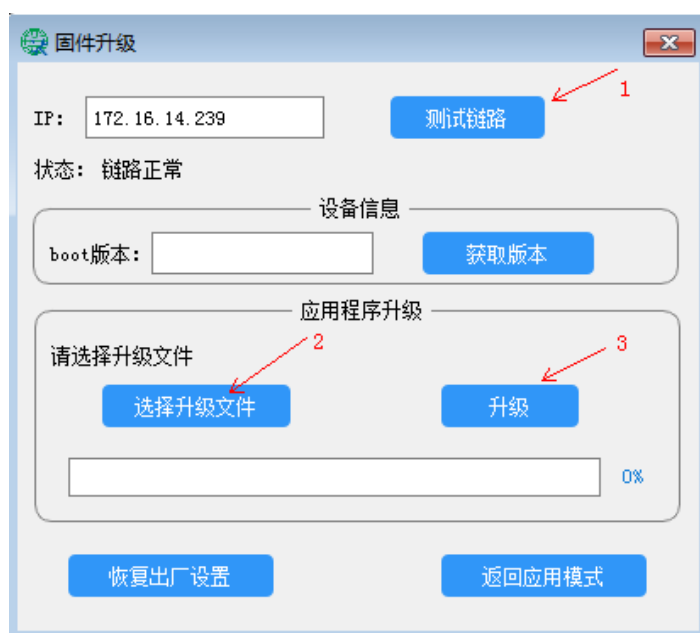 固件升级
1
IP: 172.16.14.239 测试链路
状态: 链路正常
设备信息
boot版本: 获取版本
应用程序升级
请选择升级文件 2 3
选择升级文件 升级
0%
恢复出厂设置 返回应用模式